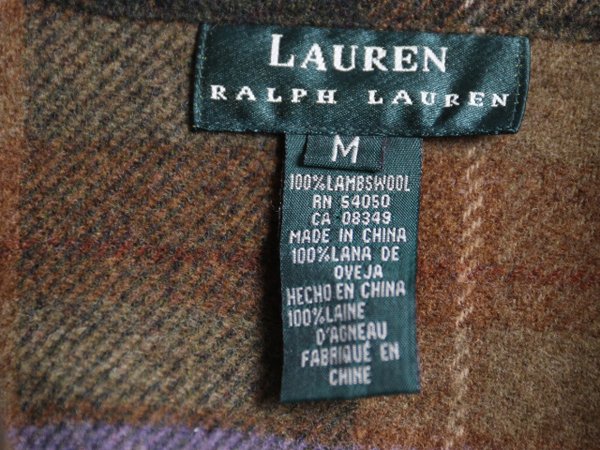 LAUREN
RALPH LAUREN
M
100%LAMBSWOOL
RN 54050
CA 08349
MADE IN CHINA
100%LANA DE
OVEJA
HECHO EN CHINA
100%LAINE
D'AGNEAU
FABRIQUÉ EN
CHINE